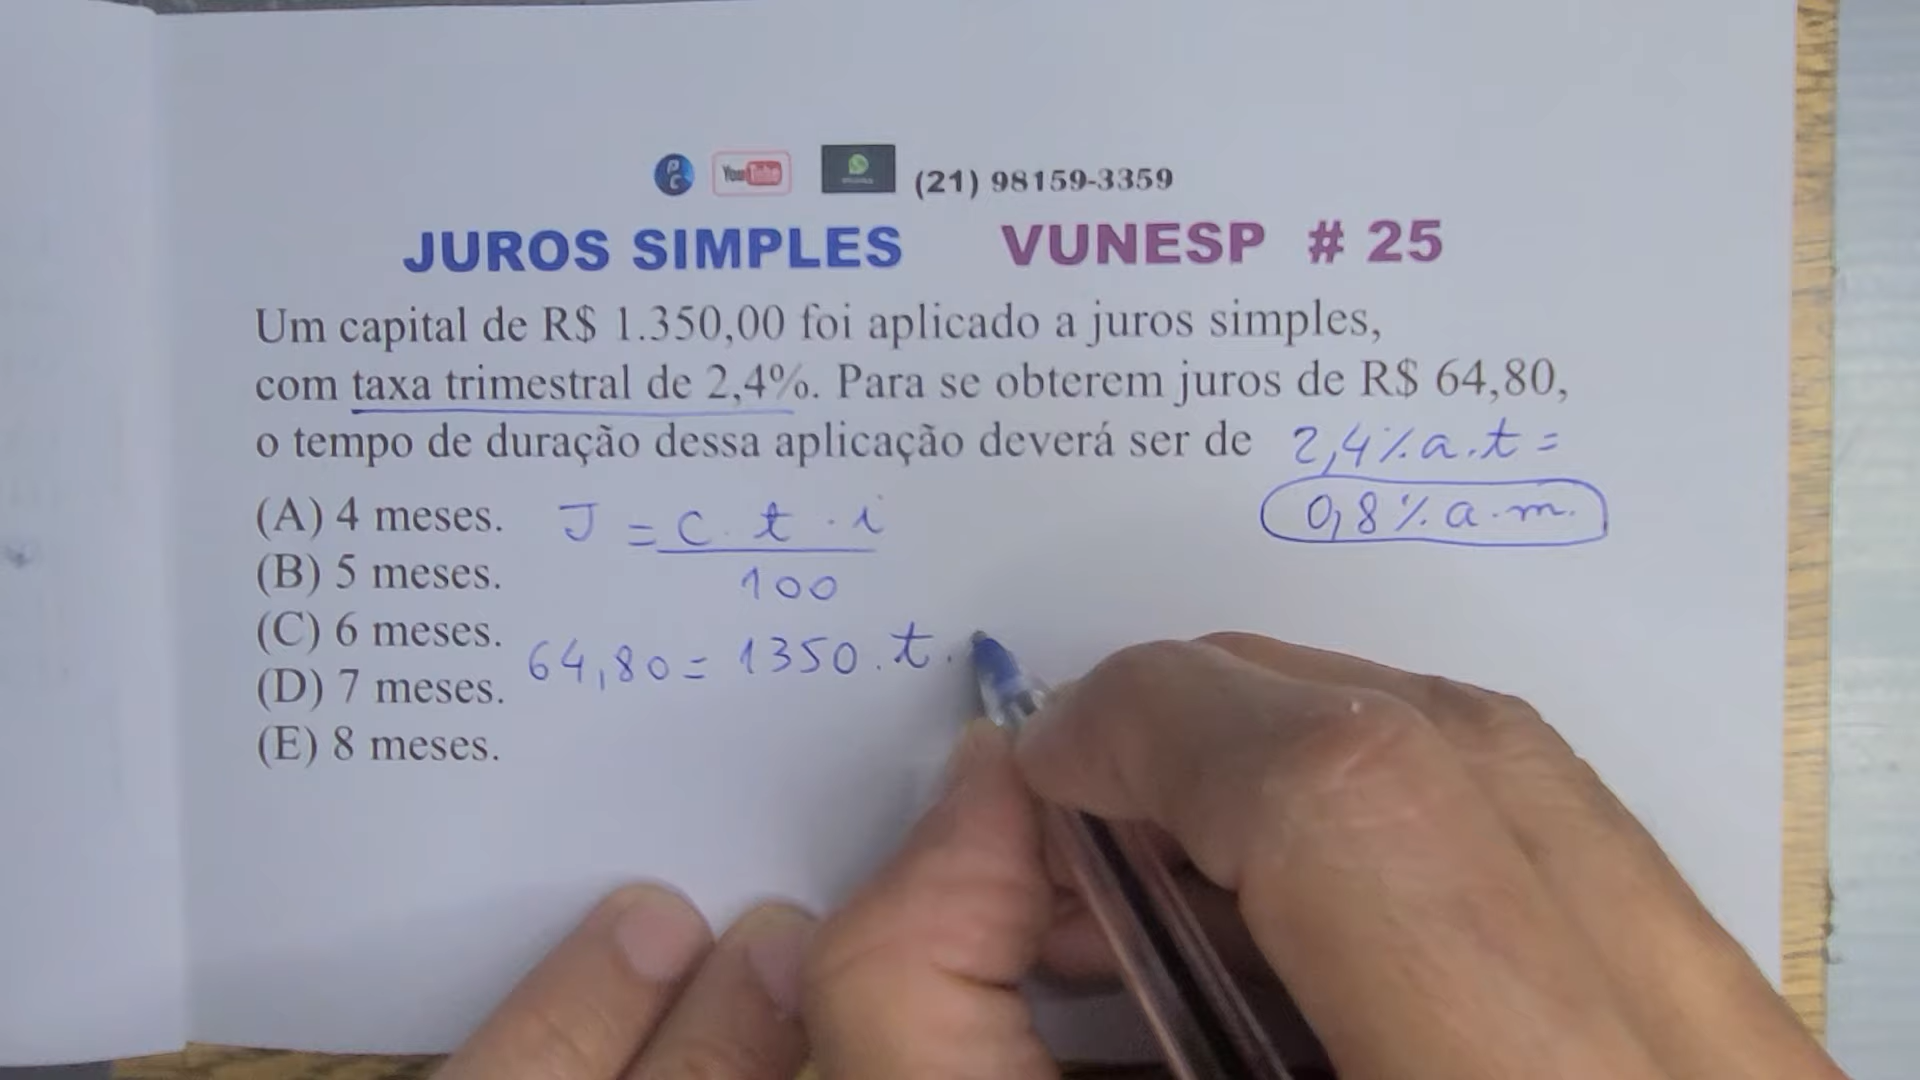 PC YouTube (21) 98159-3359
JUROS SIMPLES VUNESP # 25
Um capital de R$ 1.350,00 foi aplicado a juros simples,
com taxa trimestral de 2,4%. Para se obterem juros de R$ 64,80,
o tempo de duração dessa aplicação deverá ser de 2,4% a.t =
0,8% a.m.
(A) 4 meses. J = C. t . i
100
(B) 5 meses.
(C) 6 meses.
64,80 = 1350 . t .
(D) 7 meses.
(E) 8 meses.